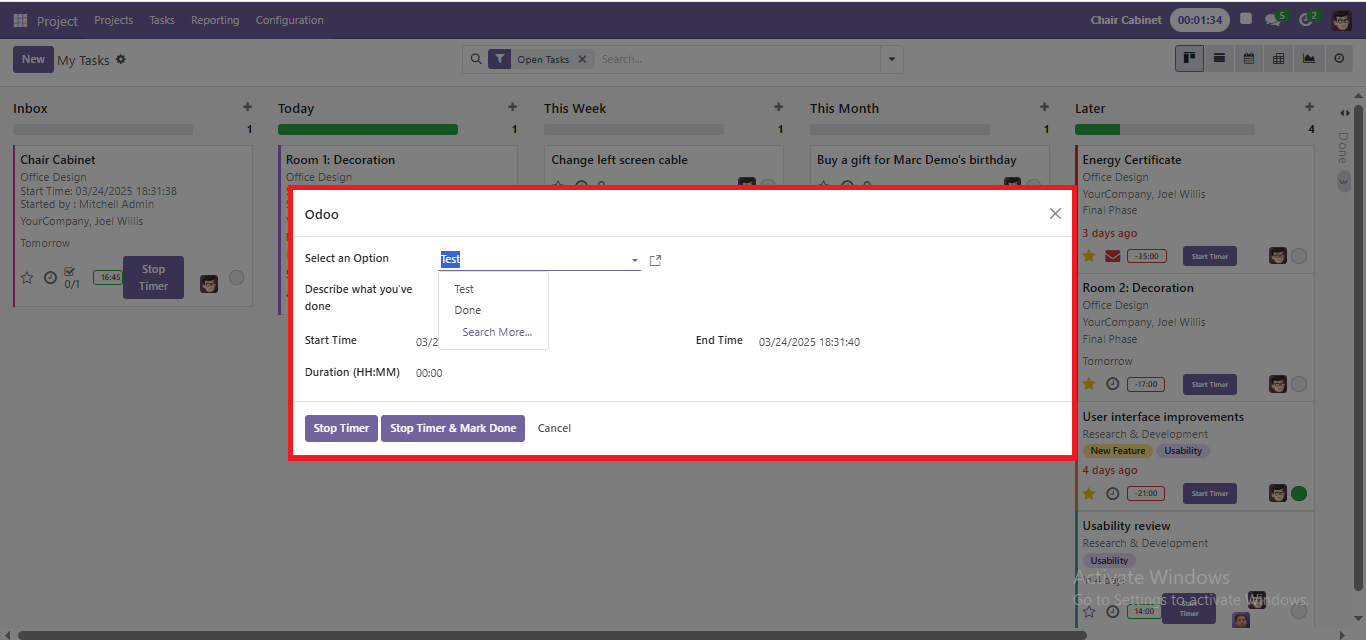 Project Projects Tasks Reporting Configuration Chair Cabinet 00:01:34 5 2
New My Tasks Open Tasks Search...
Inbox
1
Today
1
This Week
1
This Month
1
Later
4
Done
3
Chair Cabinet
Office Design
Start Time: 03/24/2025 18:31:38
Started by : Mitchell Admin
YourCompany, Joel Willis
Tomorrow
0/1
16:45
Stop
Timer
Room 1: Decoration
Office Design
Change left screen cable
Buy a gift for Marc Demo's birthday
Odoo
Select an Option Test
Test
Done
Search More...
Describe what you've
done
Start Time 03/2
End Time 03/24/2025 18:31:40
Duration (HH:MM) 00:00
Stop Timer Stop Timer & Mark Done Cancel
Energy Certificate
Office Design
YourCompany, Joel Willis
Final Phase
3 days ago
-35:00 Start Timer
Room 2: Decoration
Office Design
YourCompany, Joel Willis
Final Phase
Tomorrow
-17:00 Start Timer
User interface improvements
Research & Development
New Feature Usability
4 days ago
-21:00 Start Timer
Usability review
Research & Development
Usability
14:00 Start
Timer
Activate Windows
Go to Settings to activate Windows.